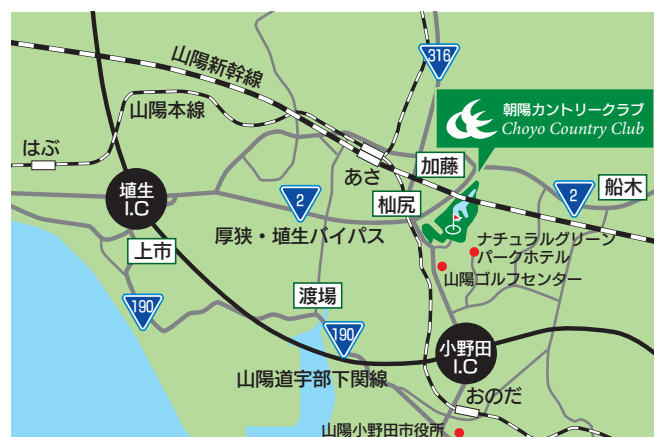 山陽新幹線
316
朝陽カントリークラブ
Choyo Country Club
山陽本線
はぶ
あさ
加藤
埴生
I.C
2
杣尻
2
船木
厚狭・埴生バイパス
上市
ナチュラルグリーン
パークホテル
山陽ゴルフセンター
渡場
190
190
小野田
I.C
山陽道宇部下関線
おのだ
山陽小野田市役所